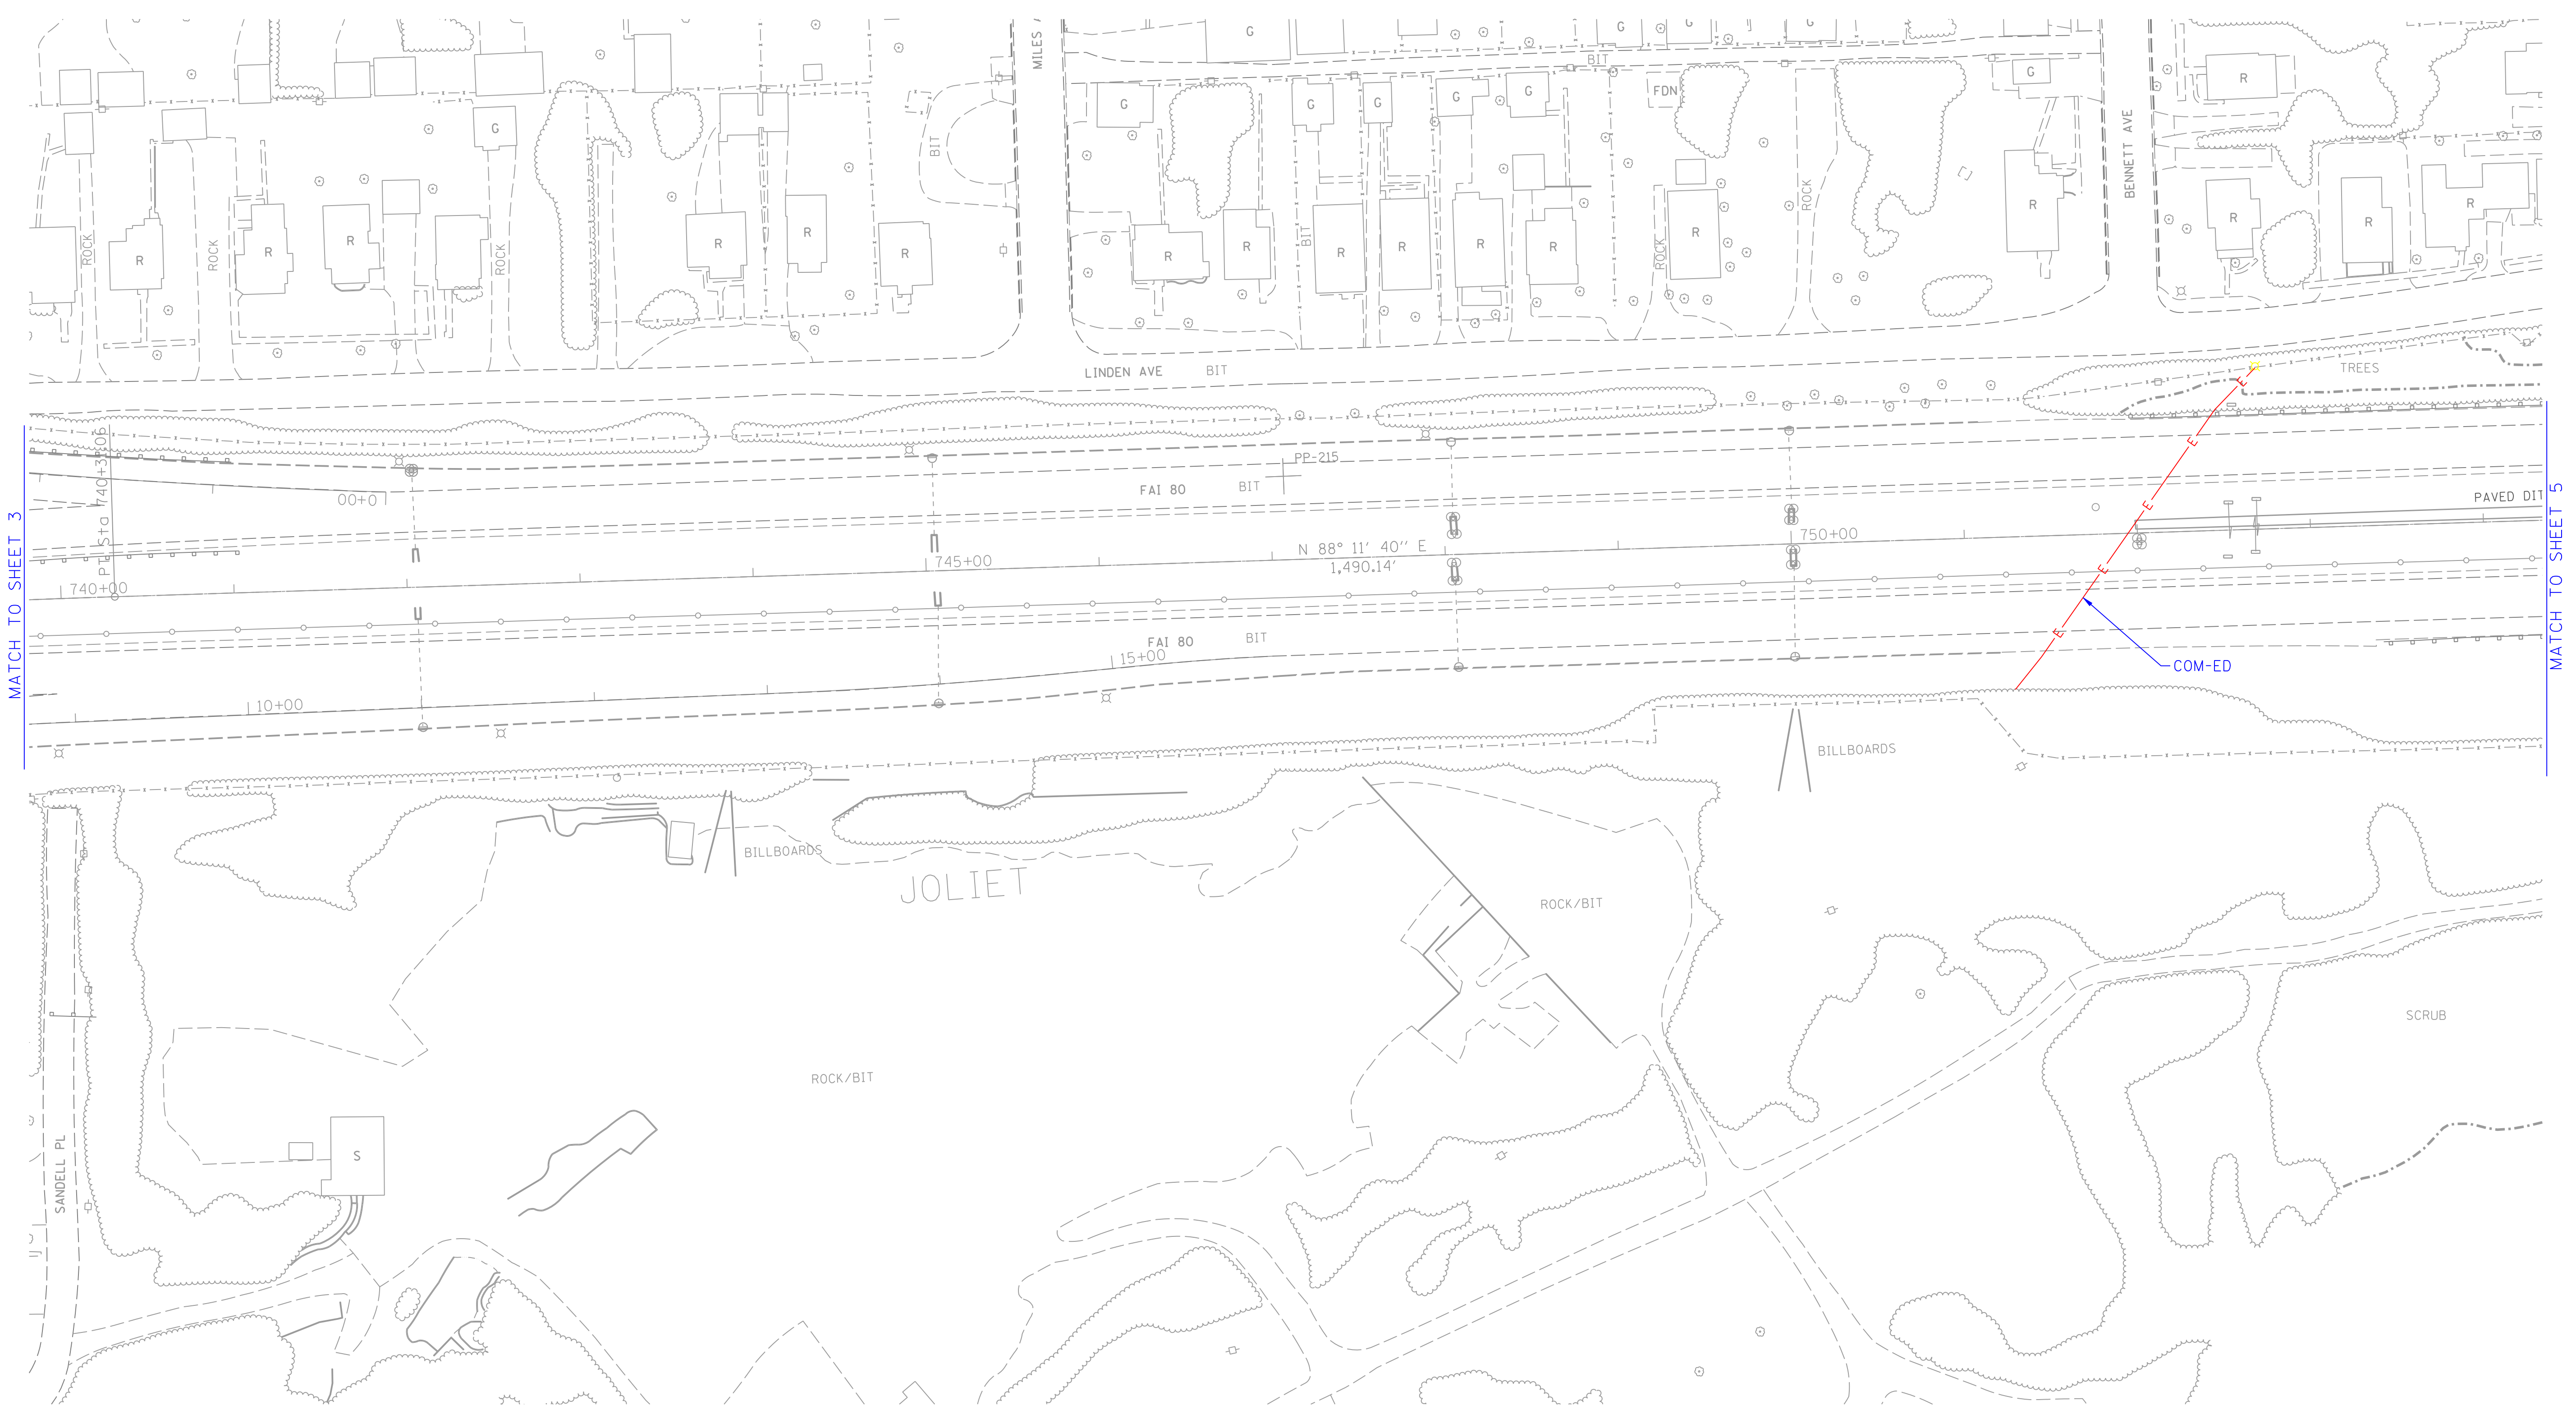 G
G
G
G
BIT
MILES
G
G
G
G
G
G
G
FDN
R
BIT
BENNETT AVE
ROCK
R
ROCK
R
R
ROCK
R
R
R
R
R
BIT
R
R
R
R
ROCK
R
ROCK
R
R
R
R
LINDEN AVE
BIT
TREES
E
E
E
E
E
PP-215
FAI 80
BIT
00+0
PAVED DIT
MATCH TO SHEET 3
MATCH TO SHEET 5
740+00
745+00
N 88° 11' 40" E
1,490.14'
750+00
FAI 80
BIT
15+00
10+00
COM-ED
BILLBOARDS
BILLBOARDS
JOLIET
ROCK/BIT
ROCK/BIT
SCRUB
SANDELL PL
S